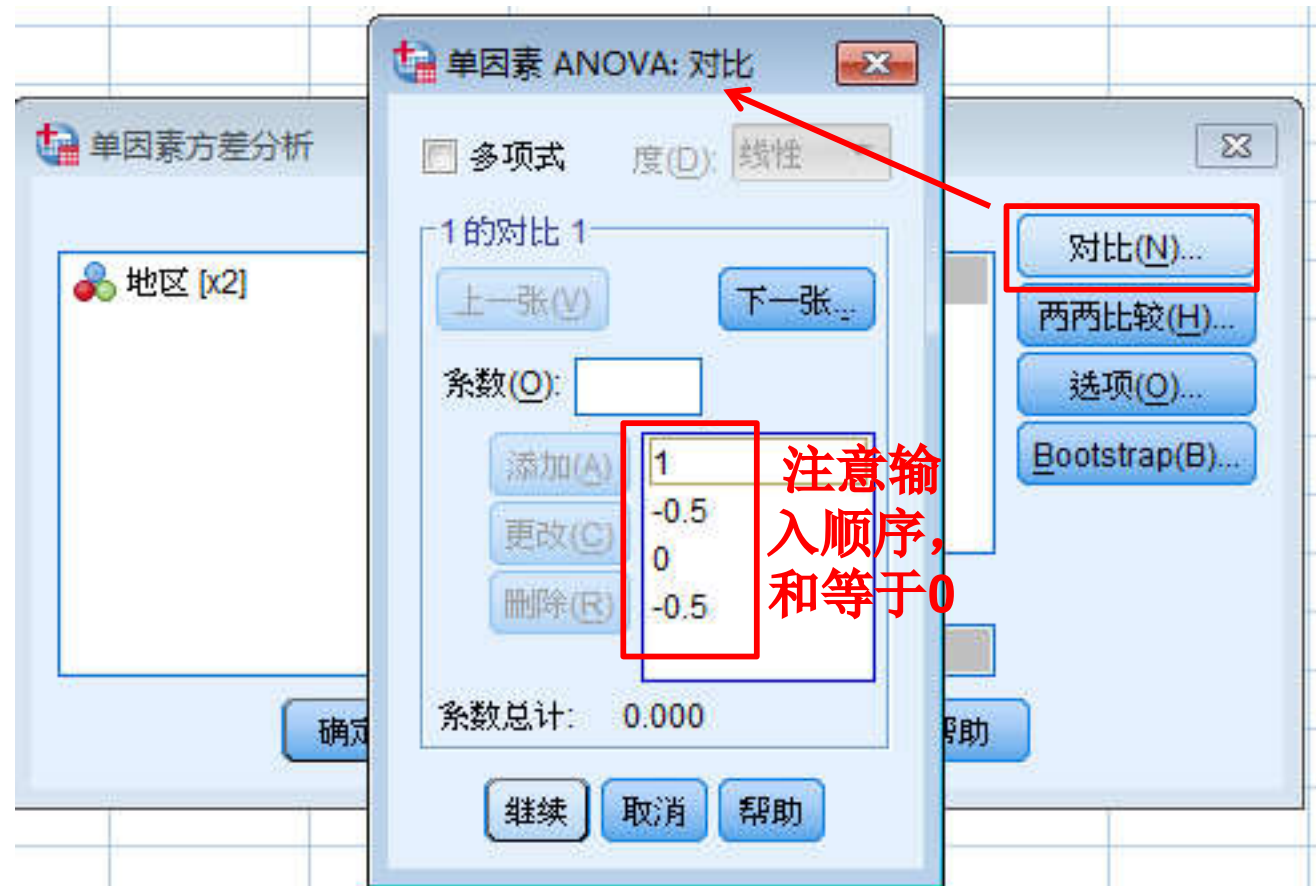 单因素 ANOVA: 对比
单因素方差分析
多项式
度(D):
线性
1的对比 1
对比(N)...
地区 [x2]
上一张(V)
下一张...
两两比较(H)...
系数(O):
选项(O)...
添加(A)
1
注意输
Bootstrap(B)...
更改(C)
-0.5
入顺序，
0
删除(R)
-0.5
和等于0
系数总计: 0.000
确定
帮助
继续
取消
帮助